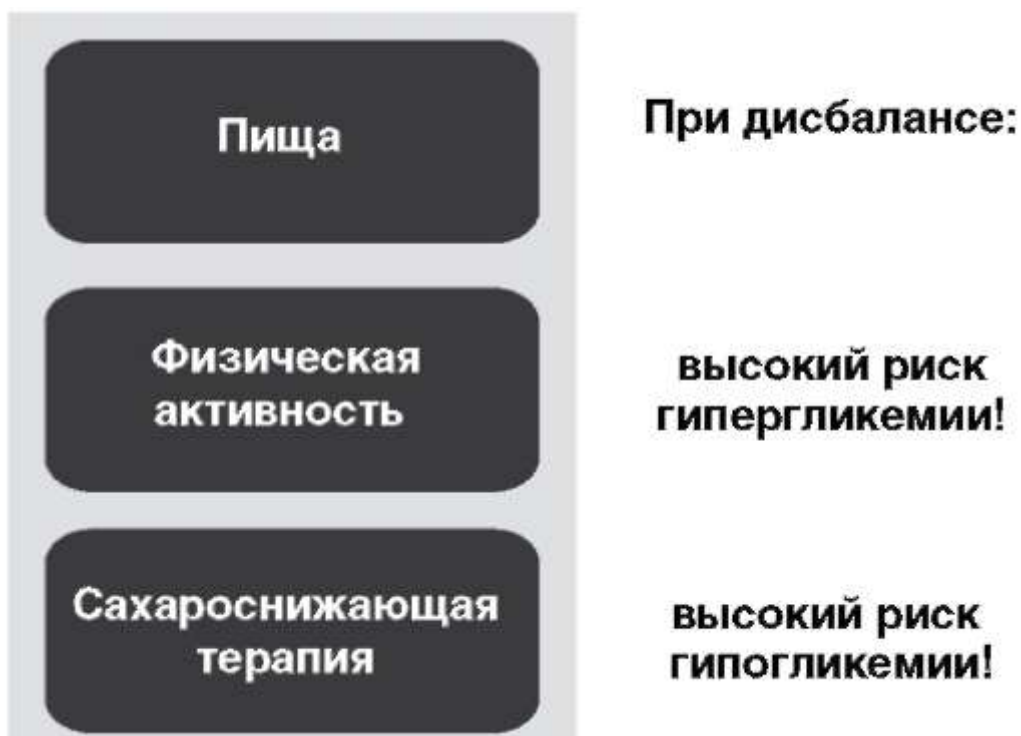 Пища
При дисбалансе:
Физическая
активность
высокий риск
гипергликемии!
Сахароснижающая
терапия
высокий риск
гипогликемии!